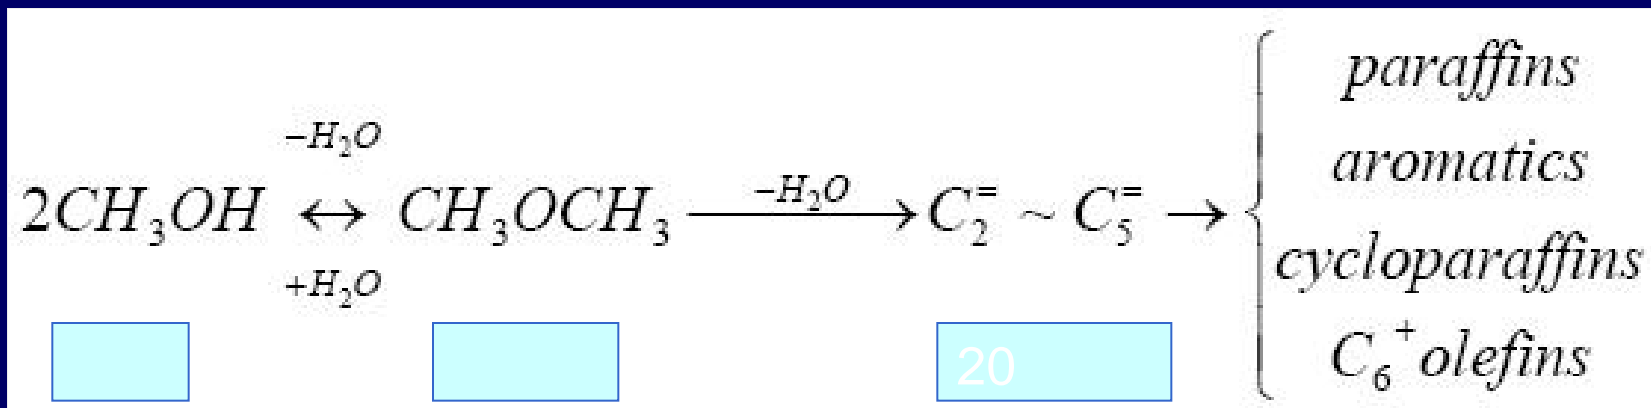 −H₂O
2CH₃OH ↔ CH₃OCH₃ −H₂O → C₂⁼ ~ C₅⁼ → {
+H₂O
paraffins
aromatics
cycloparaffins
C₆⁺ olefins
20